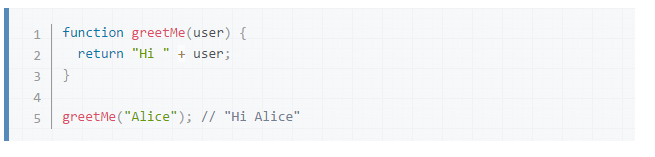 1 function greetMe(user) {
2   return "Hi " + user;
3 }
4
5 greetMe("Alice"); // "Hi Alice"